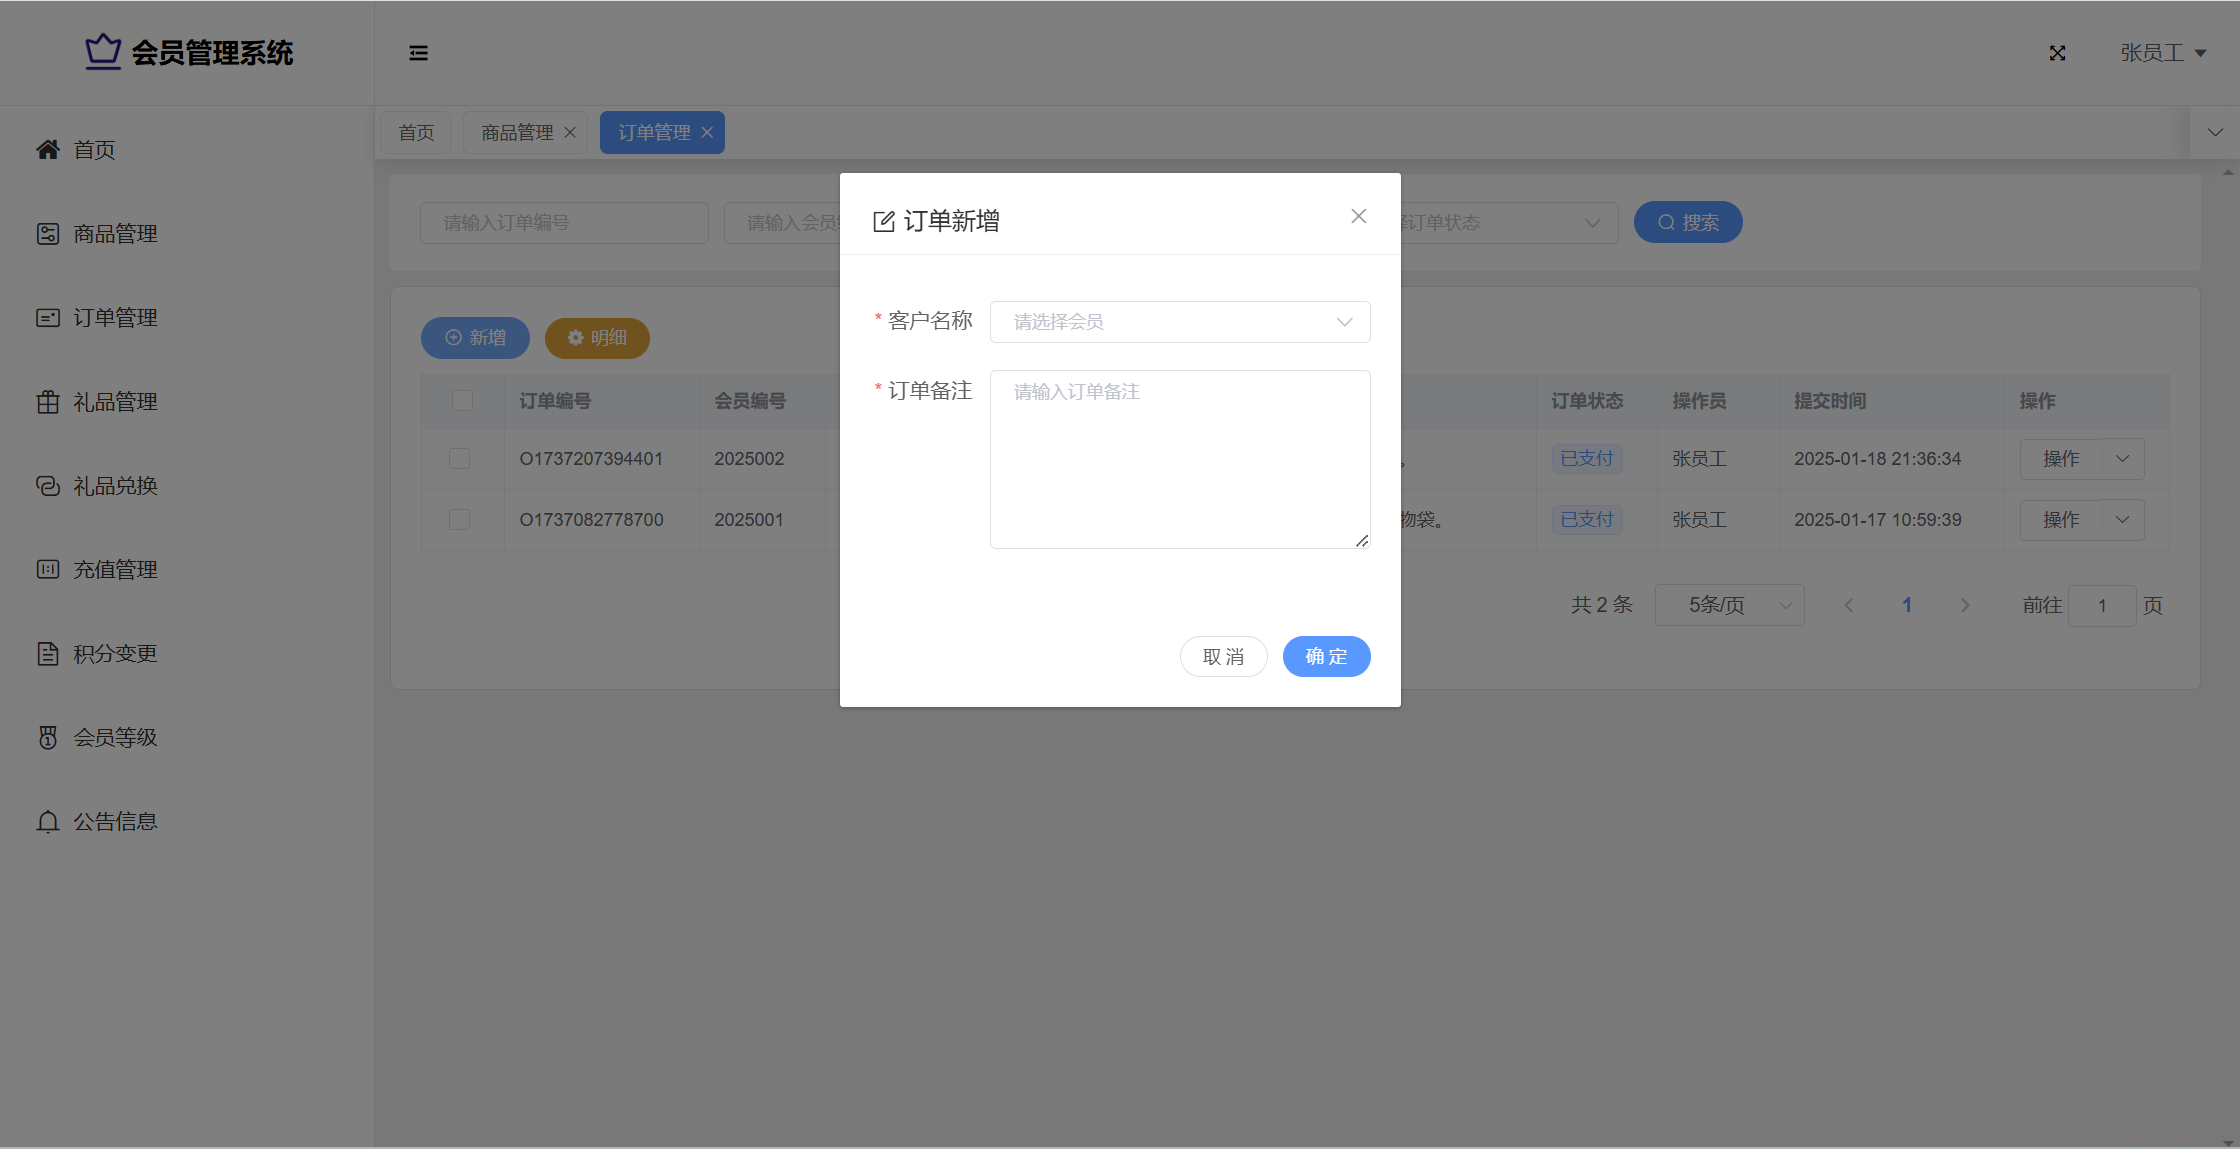 会员管理系统
张员工
首页
商品管理
订单管理
首页
商品管理
订单管理
礼品管理
礼品兑换
充值管理
积分变更
会员等级
公告信息
请输入订单编号
请输入会员
订单状态
搜索
新增
明细
订单编号
会员编号
订单状态
操作员
提交时间
操作
O1737207394401
2025002
。
已支付
张员工
2025-01-18 21:36:34
操作
O1737082778700
2025001
物袋。
已支付
张员工
2025-01-17 10:59:39
操作
共 2 条
5条/页
1
前往
1
页
订单新增
* 客户名称
请选择会员
* 订单备注
请输入订单备注
取 消
确 定